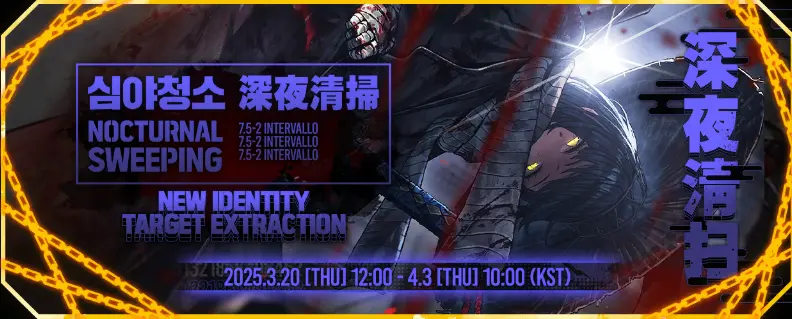 심야청소 深夜清掃
NOCTURNAL
SWEEPING
7.5-2 INTERVALLO
7.5-2 INTERVALLO
7.5-2 INTERVALLO
NEW IDENTITY
TARGET EXTRACTION
2025.3.20 [THU] 12:00 - 4.3 [THU] 10:00 (KST)
深夜清扫